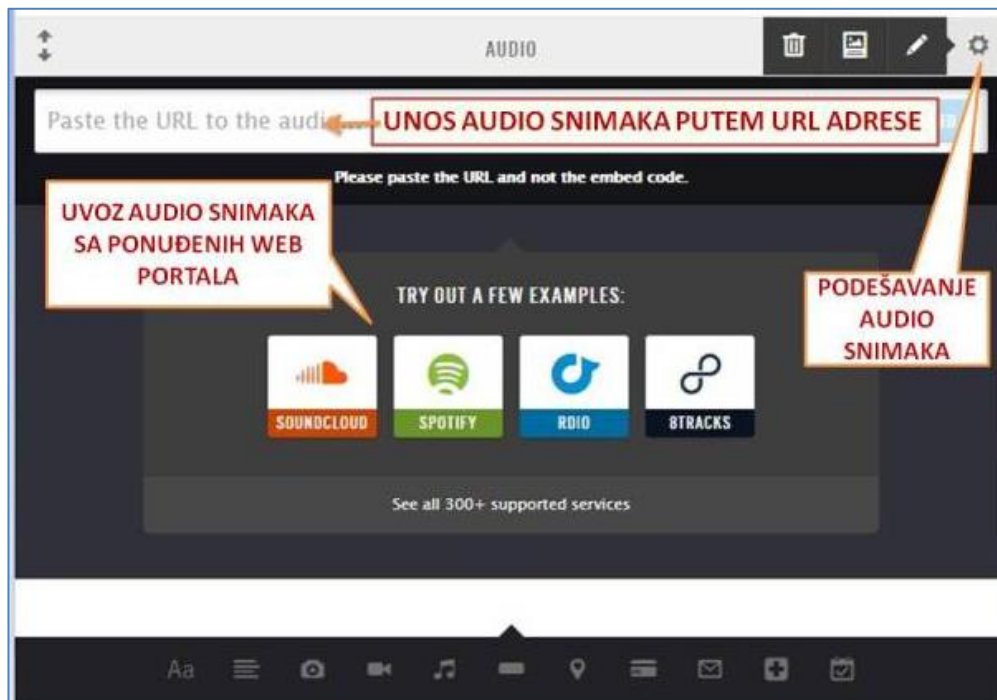 AUDIO
Paste the URL to the audio...
UNOS AUDIO SNIMAKA PUTEM URL ADRESE
Please paste the URL and not the embed code.
UVOZ AUDIO SNIMAKA
SA PONUĐENIH WEB
PORTALA
PODEŠAVANJE
AUDIO
SNIMAKA
TRY OUT A FEW EXAMPLES:
SOUNDCLOUD SPOTIFY RDIO 8TRACKS
See all 300+ supported services
Aa